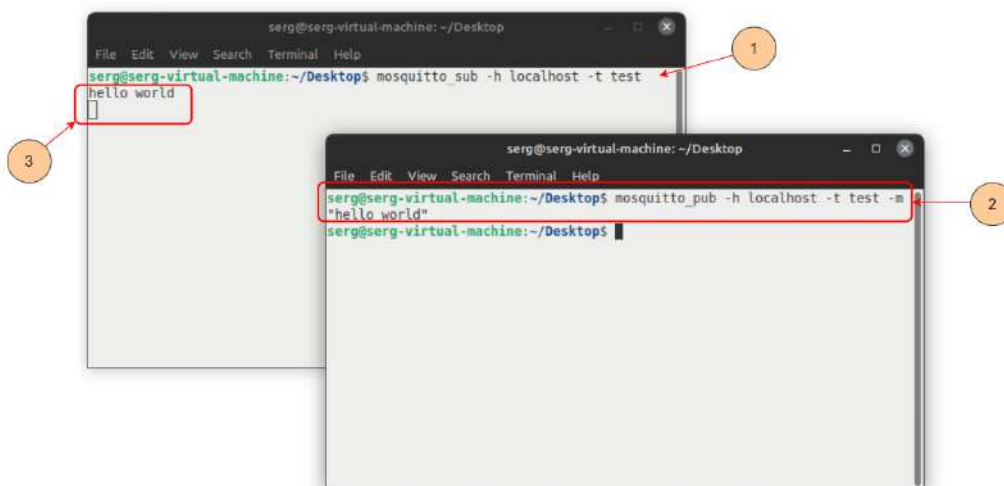 serg@serg-virtual-machine: ~/Desktop
File Edit View Search Terminal Help
serg@serg-virtual-machine:~/Desktop$ mosquitto_sub -h localhost -t test
hello world
1
3
serg@serg-virtual-machine: ~/Desktop
File Edit View Search Terminal Help
serg@serg-virtual-machine:~/Desktop$ mosquitto_pub -h localhost -t test -m
"hello world"
serg@serg-virtual-machine:~/Desktop$
2